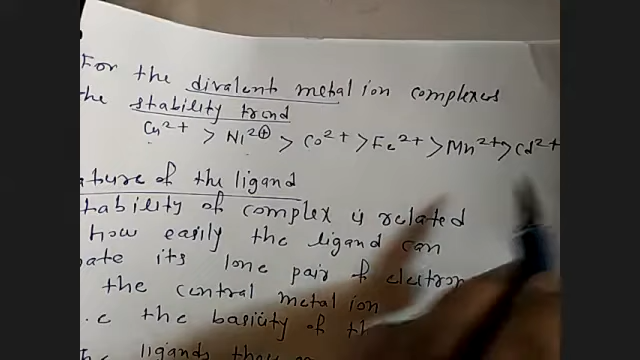 For the divalent metal ion complexes
the stability trend
Cu2+ > Ni2+ > Co2+ > Fe2+ > Mn2+ > Cd2+
ature of the ligand
tability of complex is related
how easily the ligand can
ate its lone pair of electron
the central metal ion
.e the basicity of th
ligands